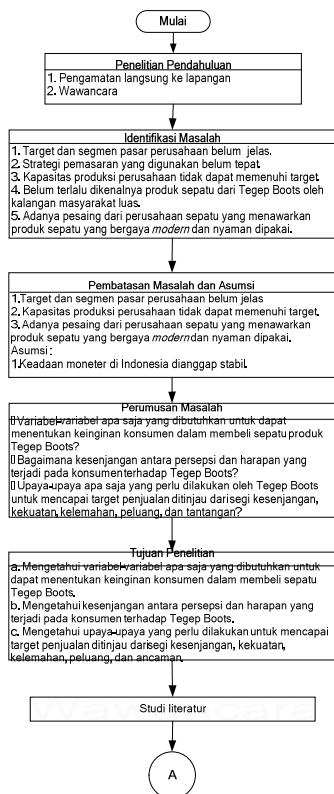 Mulai
Penelitian Pendahuluan
1. Pengamatan langsung ke lapangan
2. Wawancara
Identifikasi Masalah
1. Target dan segmen pasar perusahaan belum jelas.
2. Strategi pemasaran yang digunakan belum tepat.
3. Kapasitas produksi perusahaan tidak dapat memenuhi target.
4. Belum terlalu dikenalnya produk sepatu dari Tegep Boots oleh
kalangan masyarakat luas.
5. Adanya pesaing dari perusahaan sepatu yang menawarkan
produk sepatu yang bergaya modern dan nyaman dipakai.
Pembatasan Masalah dan Asumsi
1.Target dan segmen pasar perusahaan belum jelas
2. Kapasitas produksi perusahaan tidak dapat memenuhi target.
3. Adanya pesaing dari perusahaan sepatu yang menawarkan
produk sepatu yang bergaya modern dan nyaman dipakai.
Asumsi :
1.Keadaan moneter di Indonesia dianggap stabil.
Perumusan Masalah
Variabel-variabel apa saja yang dibutuhkan untuk dapat
menentukan keinginan konsumen dalam membeli sepatu produk
Tegep Boots?
Bagaimana kesenjangan antara persepsi dan harapan yang
terjadi pada konsumen terhadap Tegep Boots?
Upaya-upaya apa saja yang perlu dilakukan oleh Tegep Boots
untuk mencapai target penjualan ditinjau dari segi kesenjangan,
kekuatan, kelemahan, peluang, dan tantangan?
Tujuan Penelitian
a. Mengetahui variabel-variabel apa saja yang dibutuhkan untuk
dapat menentukan keinginan konsumen dalam membeli sepatu
Tegep Boots.
b. Mengetahui kesenjangan antara persepsi dan harapan yang
terjadi pada konsumen terhadap Tegep Boots.
c. Mengetahui upaya-upaya yang perlu dilakukan untuk mencapai
target penjualan ditinjau dari segi kesenjangan, kekuatan,
kelemahan, peluang, dan ancaman.
Studi literatur
Wawancara
A